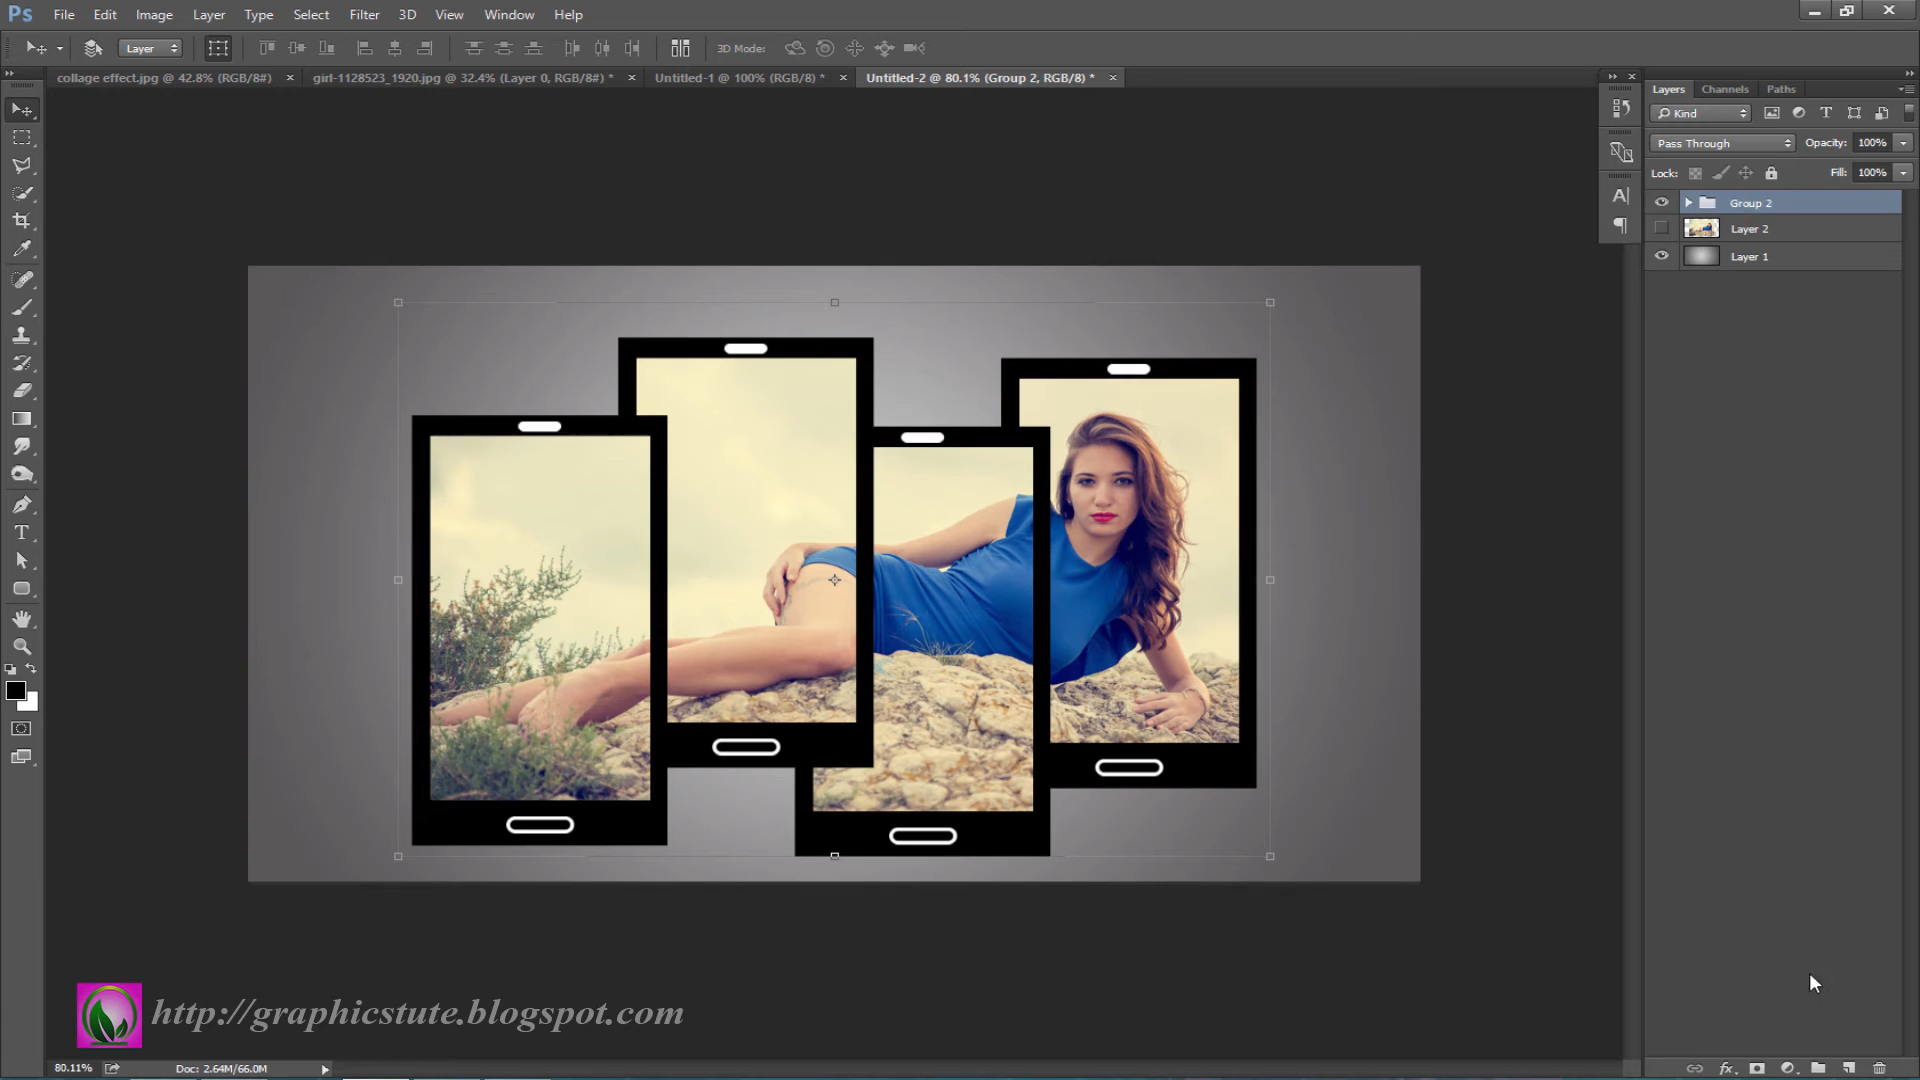 Ps File Edit Image Layer Type Select Filter 3D View Window Help
Layer 3D Mode:
collage effect.jpg @ 42.8% (RGB/8#) × girl-1128523_1920.jpg @ 32.4% (Layer 0, RGB/8#) * × Untitled-1 @ 100% (RGB/8) * × Untitled-2 @ 80.1% (Group 2, RGB/8) * ×
Layers Channels Paths
Kind
Pass Through Opacity: 100%
Lock: Fill: 100%
Group 2
Layer 2
Layer 1
http://graphicstute.blogspot.com
80.11% Doc: 2.64M/66.0M